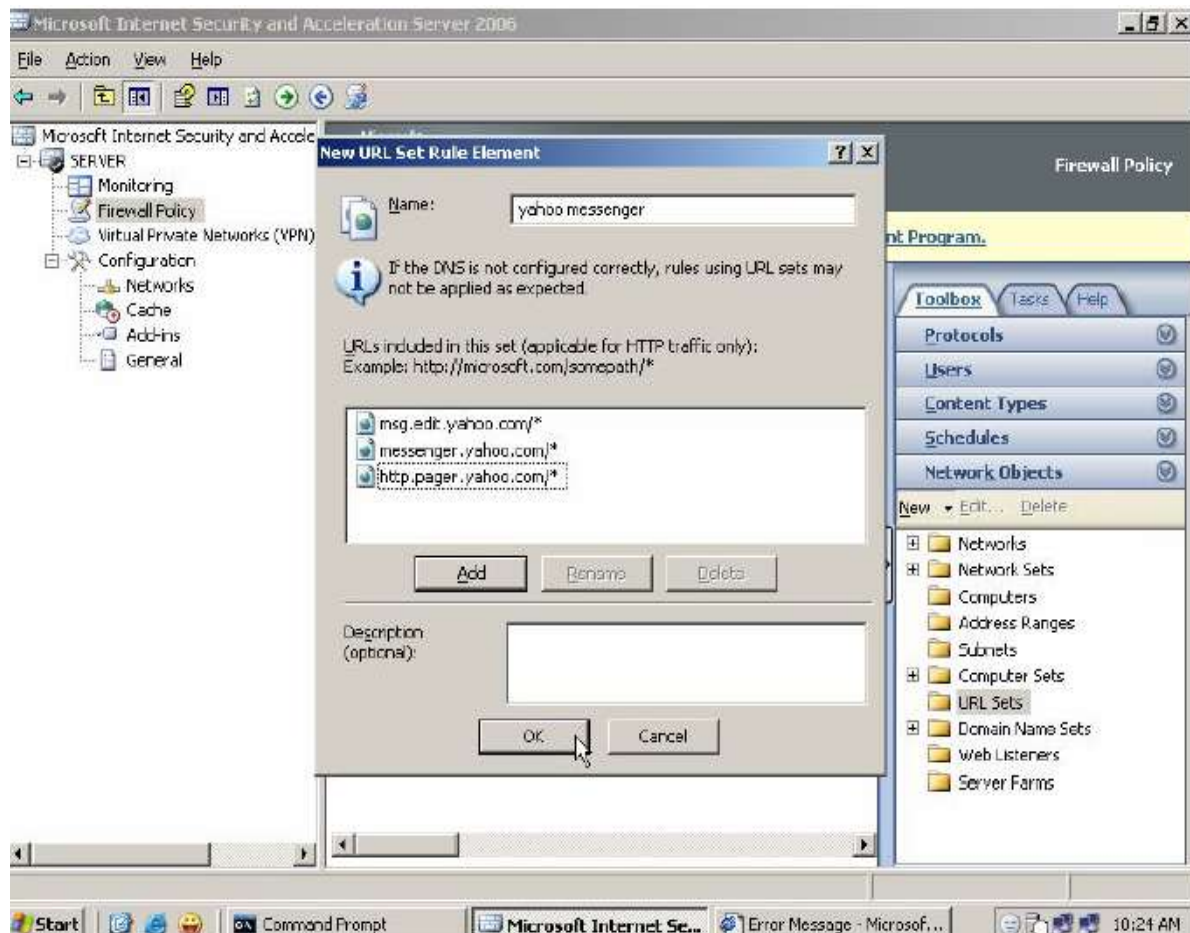 Microsoft Internet Security and Acceleration Server 2006
File Action View Help
Microsoft Internet Security and Accele
SERVER
Monitoring
Firewall Policy
Virtual Private Networks (VPN)
Configuration
Networks
Cache
Add-ins
General
New URL Set Rule Element
Name: yahoo messenger
If the DNS is not configured correctly, rules using URL sets may
not be applied as expected.
URLs included in this set (applicable for HTTP traffic only):
Example: http://microsoft.com/somepath/*
msg.edit.yahoo.com/*
messenger.yahoo.com/*
http.pager.yahoo.com/*
Add Rename Delete
Description
(optional):
OK Cancel
Firewall Policy
nt Program.
Toolbox Tasks Help
Protocols
Users
Content Types
Schedules
Network Objects
New Edit... Delete
Networks
Network Sets
Computers
Address Ranges
Subnets
Computer Sets
URL Sets
Domain Name Sets
Web Listeners
Server Farms
Start Command Prompt Microsoft Internet Se... Error Message - Microsof... 10:24 AM